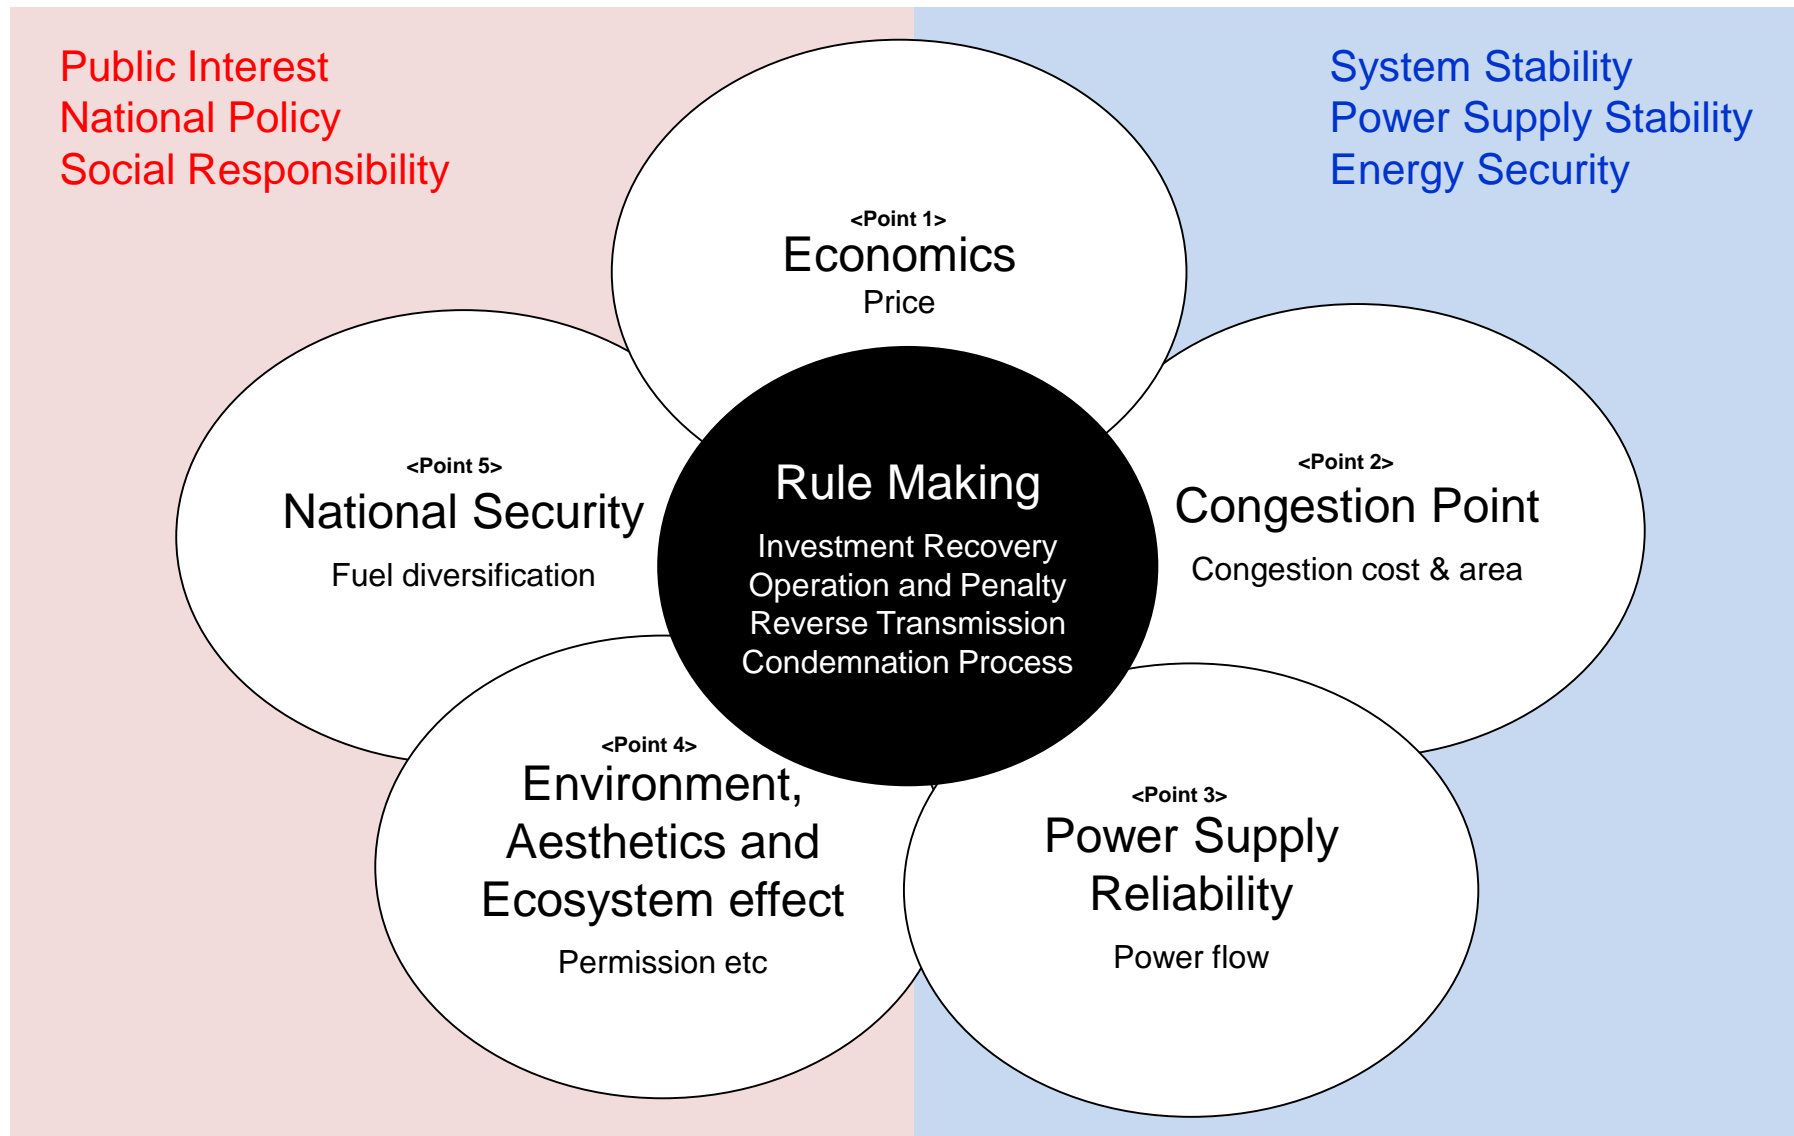 Public Interest
National Policy
Social Responsibility
System Stability
Power Supply Stability
Energy Security
<Point 1>
Economics
Price
<Point 5>
National Security
Fuel diversification
Rule Making
Investment Recovery
Operation and Penalty
Reverse Transmission
Condemnation Process
<Point 2>
Congestion Point
Congestion cost & area
<Point 4>
Environment,
Aesthetics and
Ecosystem effect
Permission etc
<Point 3>
Power Supply
Reliability
Power flow